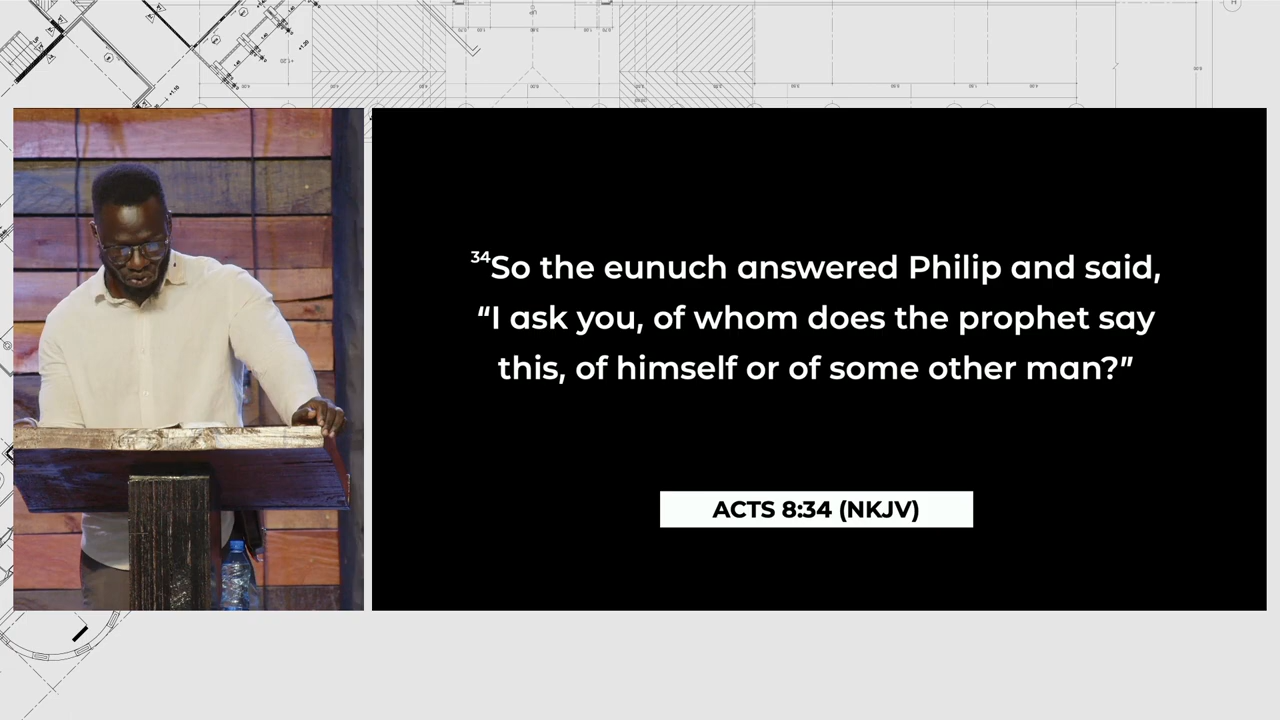 34So the eunuch answered Philip and said,
“I ask you, of whom does the prophet say
this, of himself or of some other man?”
ACTS 8:34 (NKJV)